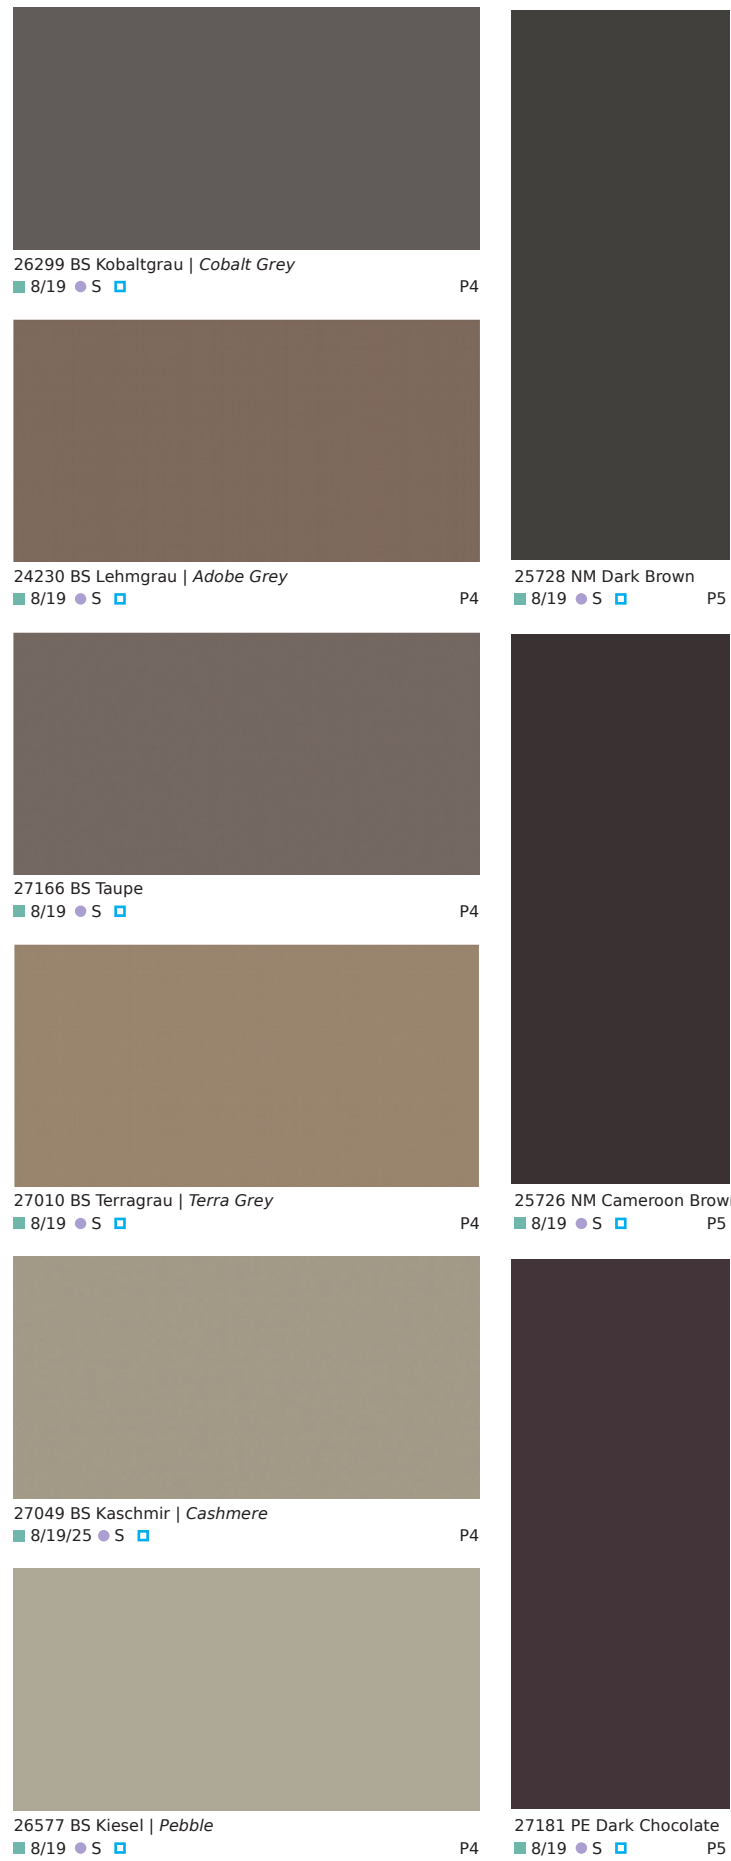 26299 BS Kobaltgrau | Cobalt Grey
8/19 S P4
24230 BS Lehmgrau | Adobe Grey
8/19 S P4
27166 BS Taupe
8/19 S P4
27010 BS Terragrau | Terra Grey
8/19 S P4
27049 BS Kaschmir | Cashmere
8/19/25 S P4
26577 BS Kiesel | Pebble
8/19 S P4
25728 NM Dark Brown
8/19 S P5
25726 NM Cameroon Brown
8/19 S P5
27181 PE Dark Chocolate
8/19 S P5